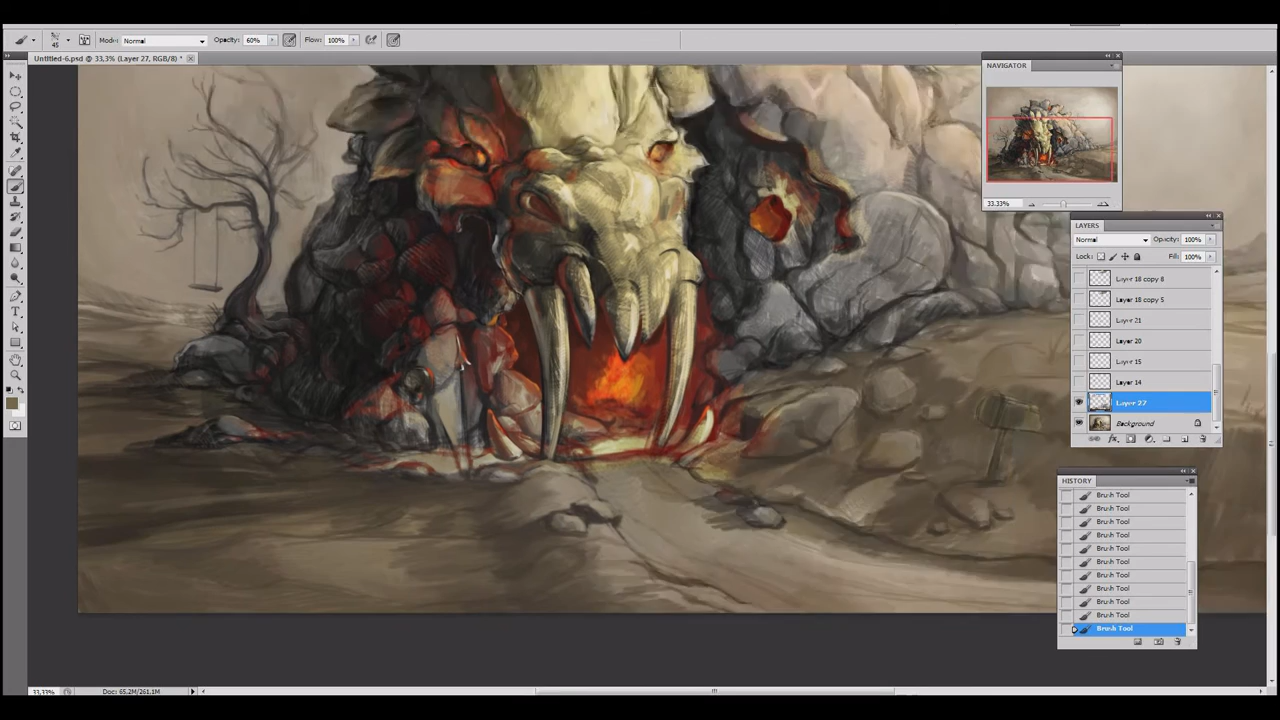 45
Mode: Normal
Opacity: 60%
Flow: 100%
Untitled-6.psd @ 33,3% (Layer 27, RGB/8) *
NAVIGATOR
33.33%
LAYERS
Normal
Opacity: 100%
Lock:
Fill: 100%
Layer 18 copy 8
Layer 18 copy 5
Layer 21
Layer 20
Layer 15
Layer 14
Layer 27
Background
HISTORY
Brush Tool
Brush Tool
Brush Tool
Brush Tool
Brush Tool
Brush Tool
Brush Tool
Brush Tool
Brush Tool
Brush Tool
Brush Tool
33,33%
Doc: 65.2M/261.1M